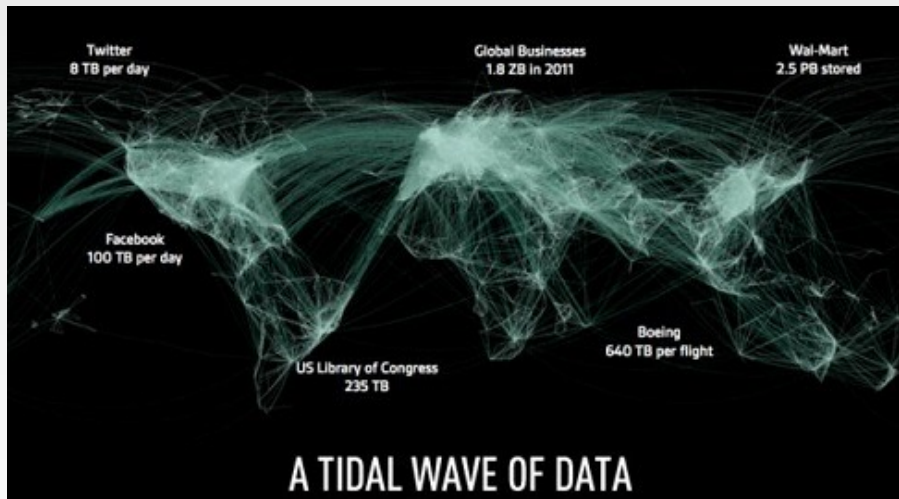 Twitter
8 TB per day
Global Businesses
1.8 ZB in 2011
Wal-Mart
2.5 PB stored
Facebook
100 TB per day
Boeing
640 TB per flight
US Library of Congress
235 TB
A TIDAL WAVE OF DATA